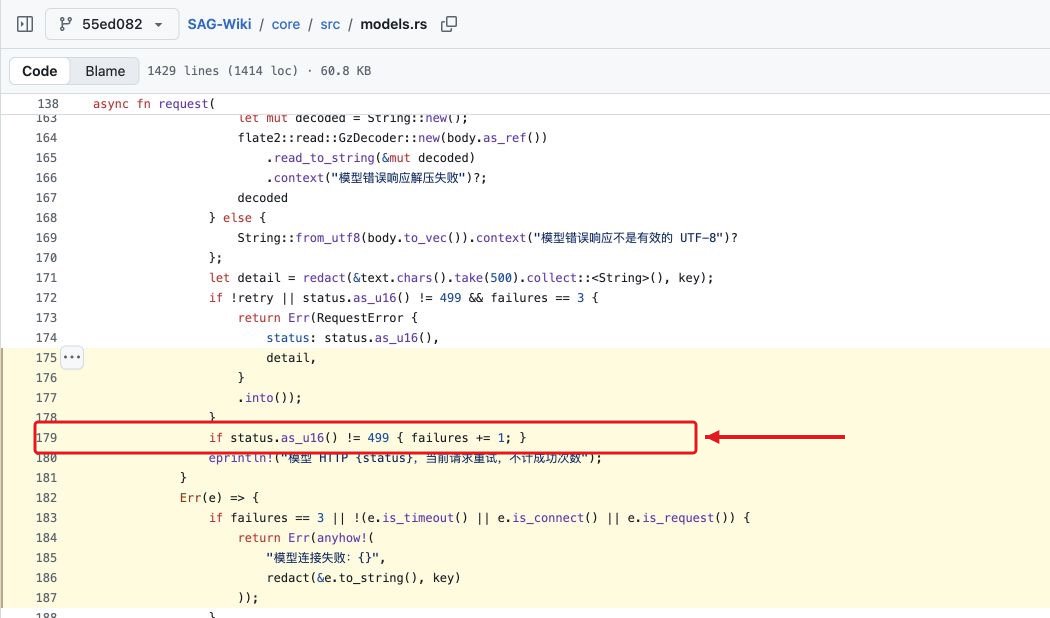 55ed082 SAG-Wiki / core / src / models.rs
Code Blame 1429 lines (1414 loc) · 60.8 KB
138 async fn request(
163 let mut decoded = String::new();
164 flate2::read::GzDecoder::new(body.as_ref())
165 .read_to_string(&mut decoded)
166 .context("模型错误响应解压失败")?;
167 decoded
168 } else {
169 String::from_utf8(body.to_vec()).context("模型错误响应不是有效的 UTF-8")?
170 };
171 let detail = redact(&text.chars().take(500).collect::<String>(), key);
172 if !retry || status.as_u16() != 499 && failures == 3 {
173 return Err(RequestError {
174 status: status.as_u16(),
175 detail,
176 }
177 .into());
178 }
179 if status.as_u16() != 499 { failures += 1; }
180 eprintln!("模型 HTTP {status}，当前请求重试，不计成功次数");
181 }
182 Err(e) => {
183 if failures == 3 || !(e.is_timeout() || e.is_connect() || e.is_request()) {
184 return Err(anyhow!(
185 "模型连接失败：{}",
186 redact(&e.to_string(), key)
187 ));
188 }